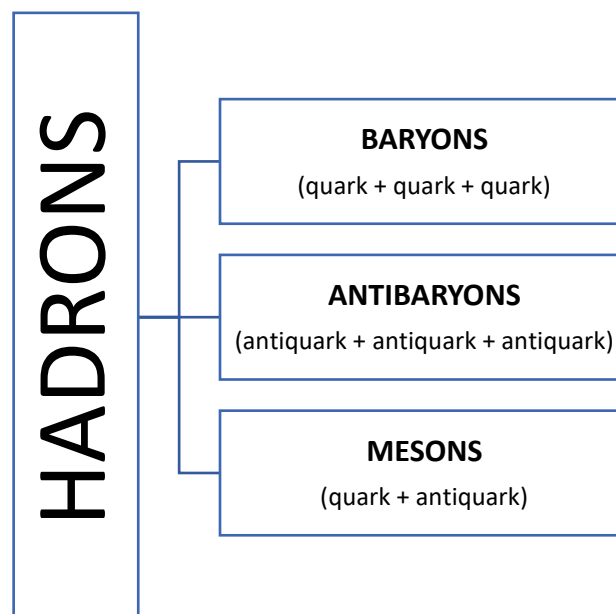 HADRONS
BARYONS
(quark + quark + quark)
ANTIBARYONS
(antiquark + antiquark + antiquark)
MESONS
(quark + antiquark)